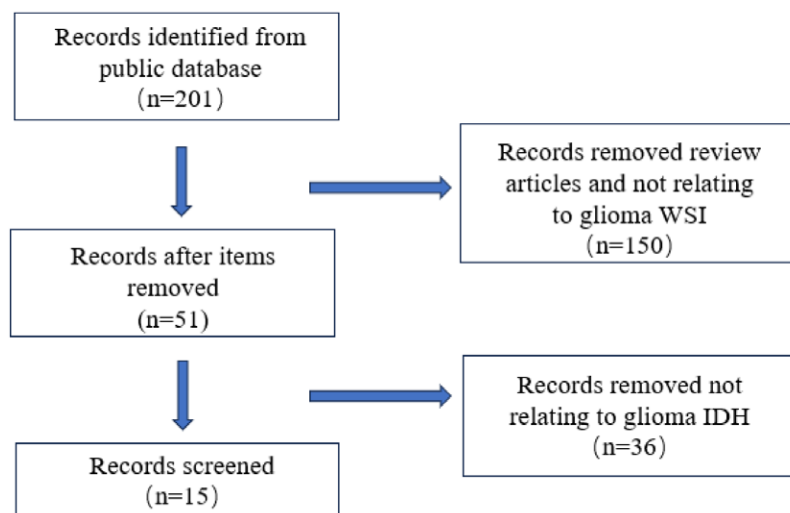 Records identified from
public database
（n=201）
Records removed review
articles and not relating
to glioma WSI
（n=150）
Records after items
removed
(n=51)
Records removed not
relating to glioma IDH
（n=36）
Records screened
（n=15）